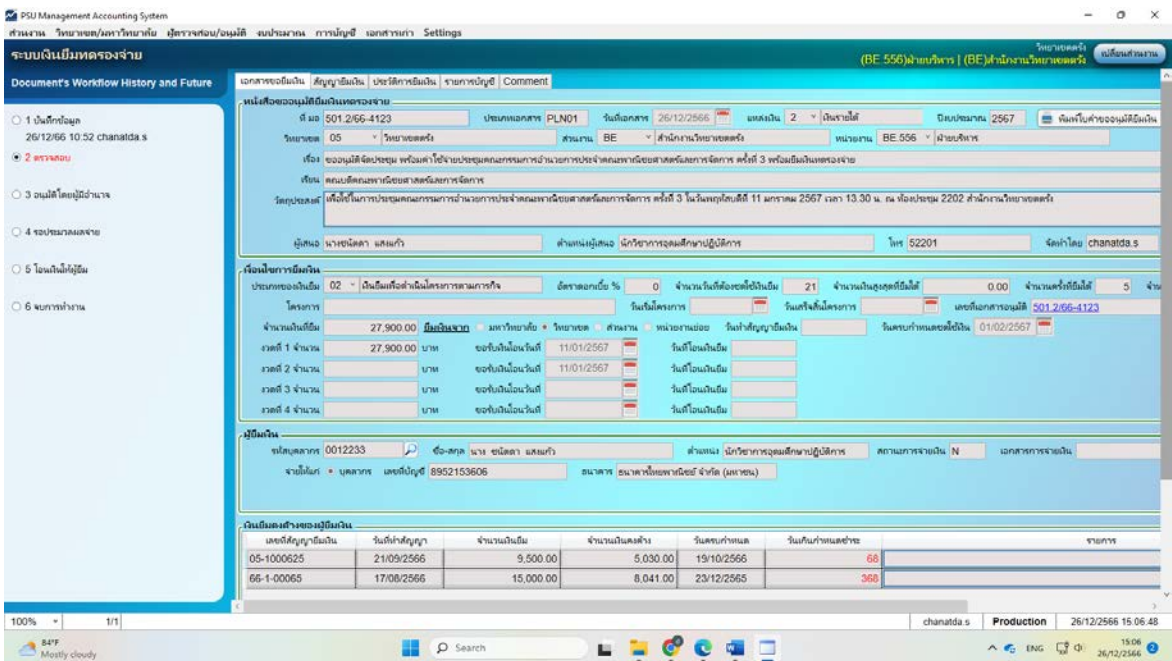 PSU Management Accounting System
ส่วนงาน วิทยาเขต/มหาวิทยาลัย ผู้ตรวจสอบ/อนุมัติ งบประมาณ การบัญชี เอกสารเก่า Settings
ระบบเงินยืมทดรองจ่าย
วิทยาเขตตรัง
(BE.556)ฝ่ายบริหาร | (BE)สำนักงานวิทยาเขตตรัง
เปลี่ยนส่วนงาน
Document's Workflow History and Future
เอกสารขอยืมเงิน สัญญายืมเงิน ประวัติการยืมเงิน รายการบัญชี Comment
1 บันทึกข้อมูล
26/12/66 10:52 chanatda.s
2 ตรวจสอบ
3 อนุมัติโดยผู้มีอำนาจ
4 รอประมวลผลจ่าย
5 โอนเงินให้ผู้ยืม
6 จบการทำงาน
หนังสือขออนุมัติยืมเงินทดรองจ่าย
ที่ มอ 501.2/66-4123 ประเภทเอกสาร PLN01 วันที่เอกสาร 26/12/2566 แหล่งเงิน 2 เงินรายได้ ปีงบประมาณ 2567 พิมพ์ใบคำขออนุมัติยืมเงิน
วิทยาเขต 05 วิทยาเขตตรัง ส่วนงาน BE สำนักงานวิทยาเขตตรัง หน่วยงาน BE.556 ฝ่ายบริหาร
เรื่อง ขออนุมัติจัดประชุม พร้อมค่าใช้จ่ายประชุมคณะกรรมการอำนวยการประจำคณะพาณิชยศาสตร์และการจัดการ ครั้งที่ 3 พร้อมยืมเงินทดรองจ่าย
เรียน คณบดีคณะพาณิชยศาสตร์และการจัดการ
วัตถุประสงค์ เพื่อใช้ในการประชุมคณะกรรมการอำนวยการประจำคณะพาณิชยศาสตร์และการจัดการ ครั้งที่ 3 ในวันพฤหัสบดีที่ 11 มกราคม 2567 เวลา 13.30 น. ณ ห้องประชุม 2202 สำนักงานวิทยาเขตตรัง
ผู้เสนอ นางชนัดดา แสงแก้ว ตำแหน่งผู้เสนอ นักวิชาการอุดมศึกษาปฏิบัติการ โทร 52201 จัดทำโดย chanatda.s
เงื่อนไขการยืมเงิน
ประเภทของเงินยืม 02 เงินยืมเพื่อดำเนินโครงการตามภารกิจ อัตราดอกเบี้ย % 0 จำนวนวันที่ต้องชดใช้เงินยืม 21 จำนวนเงินสูงสุดที่ยืมได้ 0.00 จำนวนครั้งที่ยืมได้ 5
โครงการ วันเริ่มโครงการ วันเสร็จสิ้นโครงการ เลขที่เอกสารอนุมัติ 501.2/66-4123
จำนวนเงินที่ยืม 27,900.00 ยืมเงินจาก มหาวิทยาลัย วิทยาเขต ส่วนงาน หน่วยงานย่อย วันทำสัญญายืมเงิน วันครบกำหนดชดใช้เงิน 01/02/2567
งวดที่ 1 จำนวน 27,900.00 บาท ขอรับเงินโอนวันที่ 11/01/2567 วันที่โอนเงินยืม
งวดที่ 2 จำนวน บาท ขอรับเงินโอนวันที่ 11/01/2567 วันที่โอนเงินยืม
งวดที่ 3 จำนวน บาท ขอรับเงินโอนวันที่ วันที่โอนเงินยืม
งวดที่ 4 จำนวน บาท ขอรับเงินโอนวันที่ วันที่โอนเงินยืม
ผู้ยืมเงิน
รหัสบุคลากร 0012233 ชื่อ-สกุล นาง ชนัดดา แสงแก้ว ตำแหน่ง นักวิชาการอุดมศึกษาปฏิบัติการ สถานะการจ่ายเงิน N เอกสารการจ่ายเงิน
จ่ายให้แก่ บุคลากร เลขที่บัญชี 8952153606 ธนาคาร ธนาคารไทยพาณิชย์ จำกัด (มหาชน)
เงินยืมคงค้างของผู้ยืมเงิน
เลขที่สัญญายืมเงิน วันที่ทำสัญญา จำนวนเงินยืม จำนวนเงินคงค้าง วันครบกำหนด วันเกินกำหนดชำระ รายการ
05-1000625 21/09/2566 9,500.00 5,030.00 19/10/2566 68
66-1-00065 17/08/2566 15,000.00 8,041.00 23/12/2565 368
100% 1/1 chanatda.s Production 26/12/2566 15:06:48
84°F
Mostly cloudy
Search
ENG
15:06
26/12/2566
2